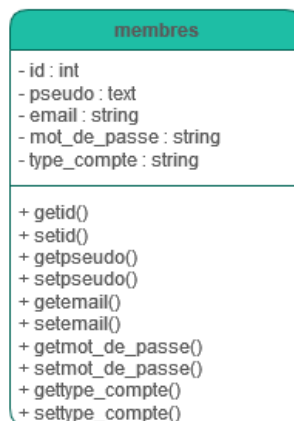 membres
- id : int
- pseudo : text
- email : string
- mot_de_passe : string
- type_compte : string
+ getid()
+ setid()
+ getpseudo()
+ setpseudo()
+ getemail()
+ setemail()
+ getmot_de_passe()
+ setmot_de_passe()
+ gettype_compte()
+ settype_compte()